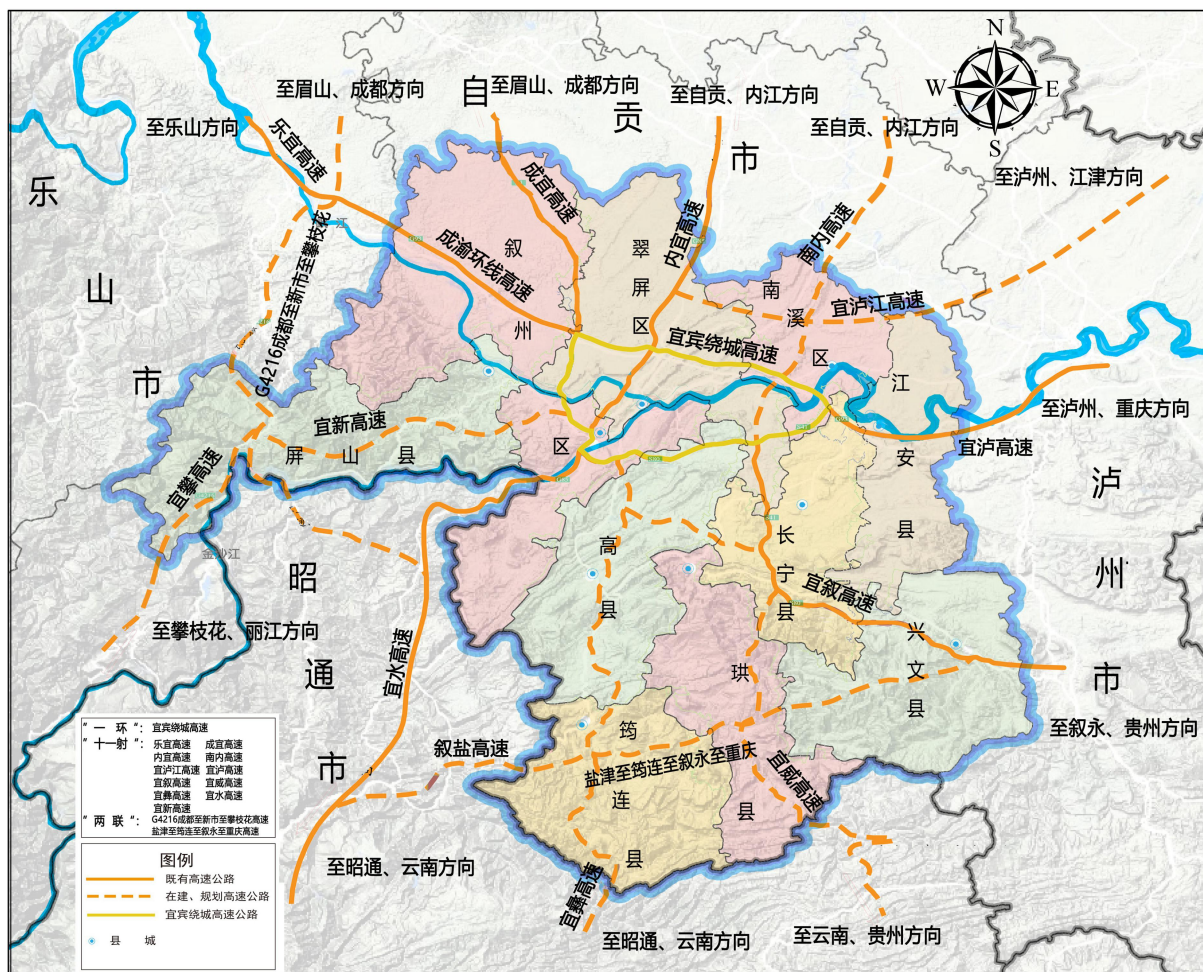 N
W E
S
至眉山、成都方向
自
至眉山、成都方向
贡
至自贡、内江方向
至自贡、内江方向
至乐山方向
市
至泸州、江津方向
乐
山
市
乐宜高速
成宜高速
内宜高速
南内高速
江
G4216成都至新市至攀枝花
成渝环线高速
叙
州
区
翠
屏
区
南
溪
区
宜泸江高速
宜宾绕城高速
江
安
县
至泸州、重庆方向
宜泸高速
宜新高速
屏山县
宜攀高速
金沙江
泸
州
市
高
县
长
宁
县
宜叙高速
兴
文
县
珙
县
昭
通
市
至攀枝花、丽江方向
宜水高速
至叙永、贵州方向
叙盐高速
筠
连
县
盐津至筠连至叙永至重庆
宜威高速
宜彝高速
至昭通、云南方向
至昭通、云南方向
至云南、贵州方向
"一 环"：宜宾绕城高速
"十一射"：乐宜高速 成宜高速
内宜高速 南内高速
宜泸江高速 宜泸高速
宜叙高速 宜威高速
宜彝高速 宜水高速
宜新高速
"两 联"：G4216成都至新市至攀枝花高速
盐津至筠连至叙永至重庆高速
图例
既有高速公路
在建、规划高速公路
宜宾绕城高速公路
县 城